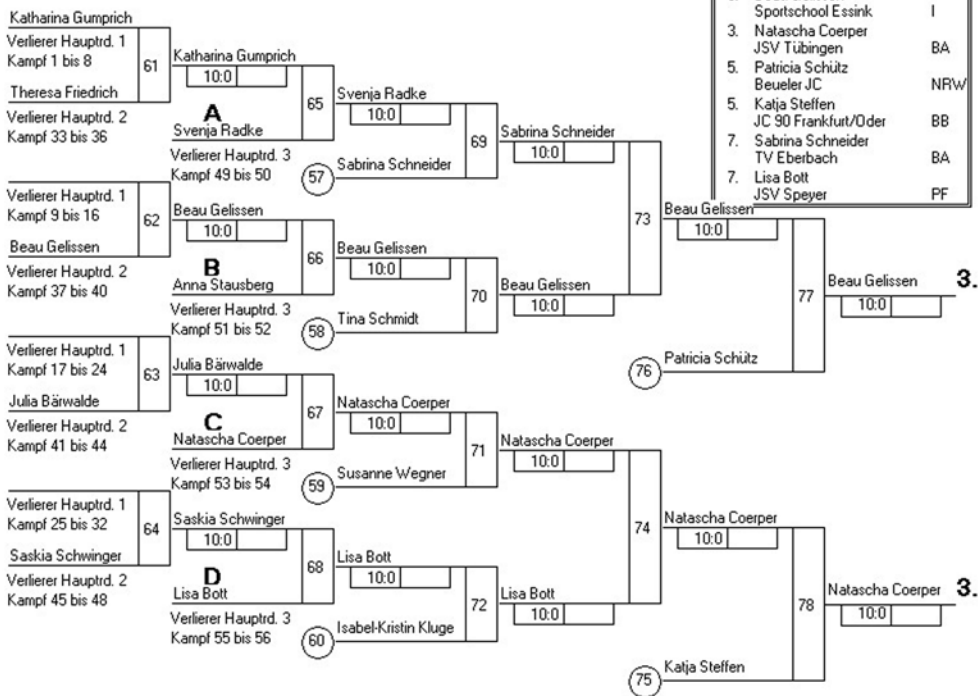 Sportschool Essink I
3. Natascha Coerper
JSV Tübingen BA
5. Patricia Schütz
Beueler JC NRW
5. Katja Steffen
JC 90 Frankfurt/Oder BB
7. Sabrina Schneider
TV Eberbach BA
7. Lisa Bott
JSV Speyer PF
Katharina Gumprich
Verlierer Hauptrd. 1
Kampf 1 bis 8
61
Theresa Friedrich
Verlierer Hauptrd. 2
Kampf 33 bis 36
Verlierer Hauptrd. 1
Kampf 9 bis 16
62
Beau Gelissen
Verlierer Hauptrd. 2
Kampf 37 bis 40
Verlierer Hauptrd. 1
Kampf 17 bis 24
63
Julia Bärwalde
Verlierer Hauptrd. 2
Kampf 41 bis 44
Verlierer Hauptrd. 1
Kampf 25 bis 32
64
Saskia Schwinger
Verlierer Hauptrd. 2
Kampf 45 bis 48
Katharina Gumprich
10:0
A
65
Svenja Radke
Verlierer Hauptrd. 3
Kampf 49 bis 50
Beau Gelissen
10:0
B
66
Anna Stausberg
Verlierer Hauptrd. 3
Kampf 51 bis 52
Julia Bärwalde
10:0
C
67
Natascha Coerper
Verlierer Hauptrd. 3
Kampf 53 bis 54
Saskia Schwinger
10:0
D
68
Lisa Bott
Verlierer Hauptrd. 3
Kampf 55 bis 56
Svenja Radke
10:0
69
57
Sabrina Schneider
Beau Gelissen
10:0
70
58
Tina Schmidt
Natascha Coerper
10:0
71
59
Susanne Wegner
Lisa Bott
10:0
72
60
Isabel-Kristin Kluge
Sabrina Schneider
10:0
73
Beau Gelissen
10:0
Natascha Coerper
10:0
74
Lisa Bott
10:0
Beau Gelissen
10:0
77
76
Patricia Schütz
Natascha Coerper
10:0
78
75
Katja Steffen
Beau Gelissen 3.
10:0
Natascha Coerper 3.
10:0